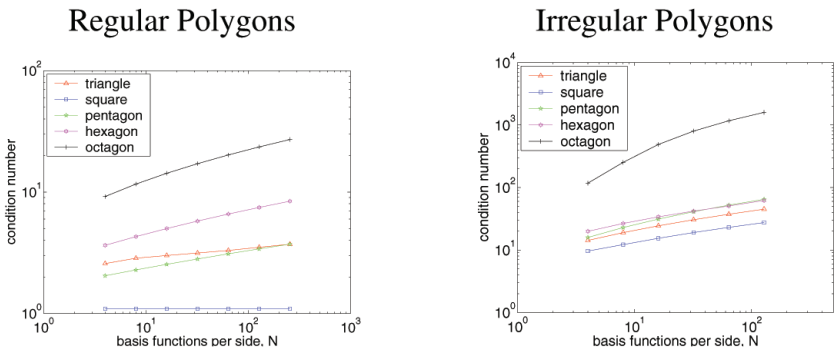 Regular Polygons
10^2
10^1
10^0
condition number
triangle
square
pentagon
hexagon
octagon
10^0
10^1
10^2
10^3
basis functions per side, N
Irregular Polygons
10^4
10^3
10^2
10^1
10^0
condition number
triangle
square
pentagon
hexagon
octagon
10^0
10^1
10^2
basis functions per side, N